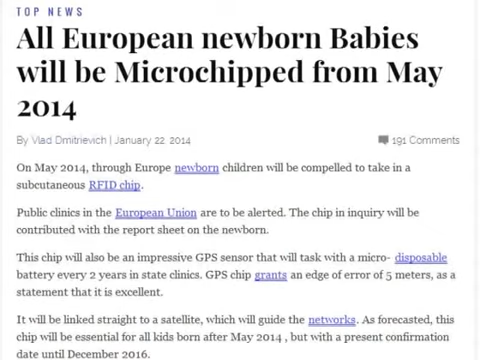 TOP NEWS
All European newborn Babies
will be Microchipped from May
2014
By Vlad Dmitrievich | January 22, 2014
191 Comments
On May 2014, through Europe newborn children will be compelled to take in a
subcutaneous RFID chip.
Public clinics in the European Union are to be alerted. The chip in inquiry will be
contributed with the report sheet on the newborn.
This chip will also be an impressive GPS sensor that will task with a micro- disposable
battery every 2 years in state clinics. GPS chip grants an edge of error of 5 meters, as a
statement that it is excellent.
It will be linked straight to a satellite, which will guide the networks. As forecasted, this
chip will be essential for all kids born after May 2014 , but with a present confirmation
date until December 2016.